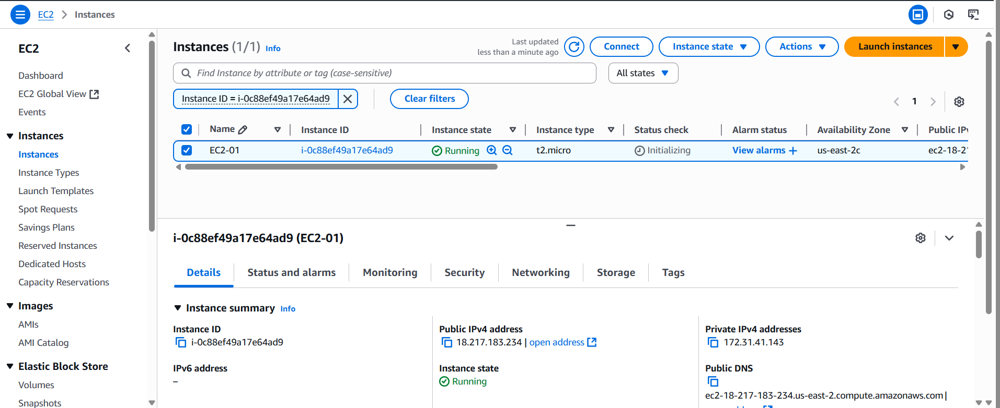 EC2 > Instances
EC2
Dashboard
EC2 Global View
Events
Instances
Instances
Instance Types
Launch Templates
Spot Requests
Savings Plans
Reserved Instances
Dedicated Hosts
Capacity Reservations
Images
AMIs
AMI Catalog
Elastic Block Store
Volumes
Snapshots
Instances (1/1) Info
Last updated
less than a minute ago
Connect
Instance state
Actions
Launch instances
Find Instance by attribute or tag (case-sensitive)
All states
Instance ID = i-0c88ef49a17e64ad9
Clear filters
1
Name Instance ID Instance state Instance type Status check Alarm status Availability Zone Public IPv
EC2-01 i-0c88ef49a17e64ad9 Running t2.micro Initializing View alarms + us-east-2c ec2-18-21
i-0c88ef49a17e64ad9 (EC2-01)
Details Status and alarms Monitoring Security Networking Storage Tags
Instance summary Info
Instance ID
i-0c88ef49a17e64ad9
Public IPv4 address
18.217.183.234 | open address
Private IPv4 addresses
172.31.41.143
IPv6 address
–
Instance state
Running
Public DNS
ec2-18-217-183-234.us-east-2.compute.amazonaws.com |